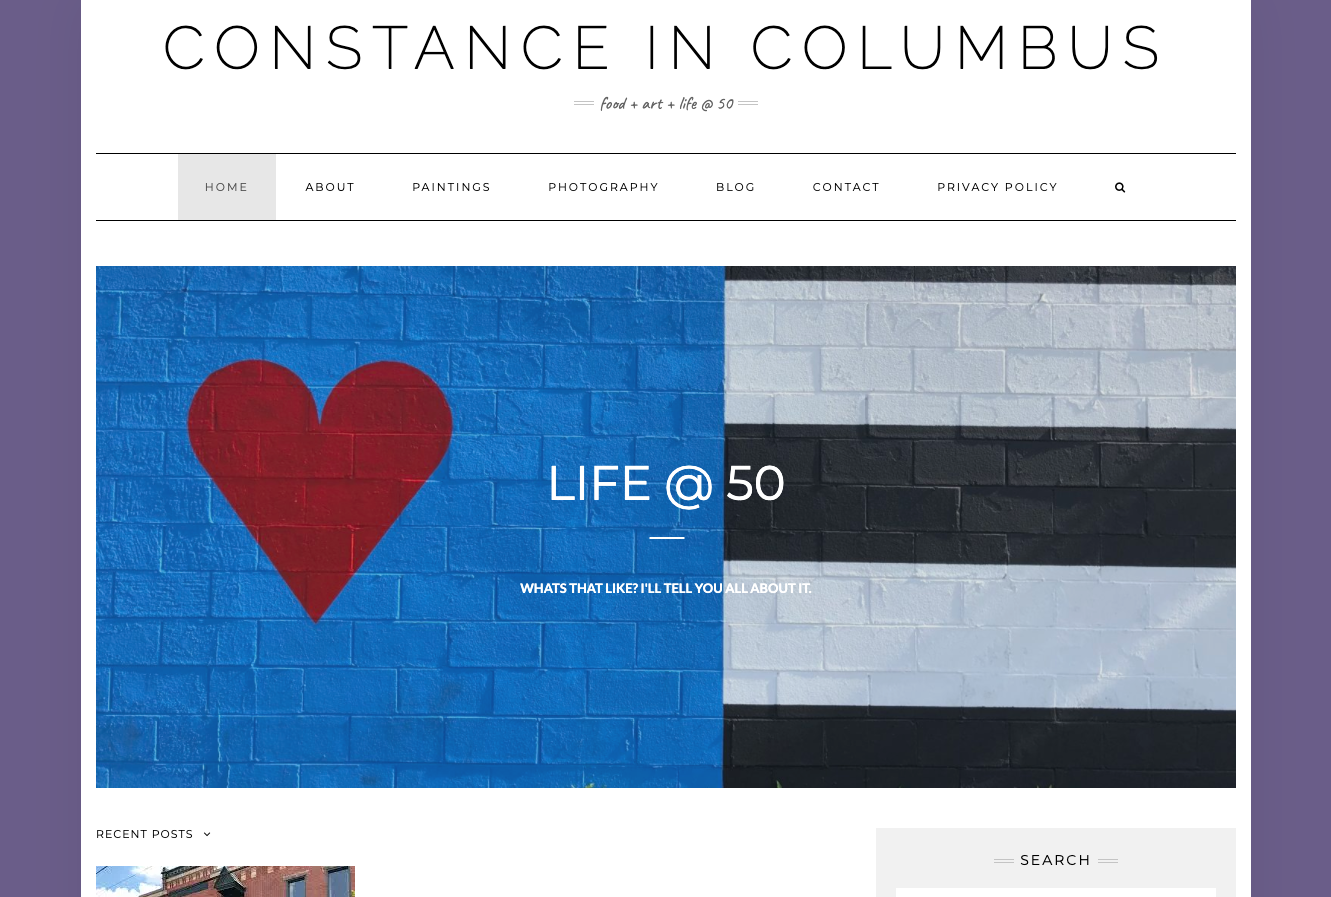 CONSTANCE IN COLUMBUS
food + art + life @ 50
HOME ABOUT PAINTINGS PHOTOGRAPHY BLOG CONTACT PRIVACY POLICY
LIFE @ 50
WHATS THAT LIKE? I'LL TELL YOU ALL ABOUT IT.
RECENT POSTS
SEARCH